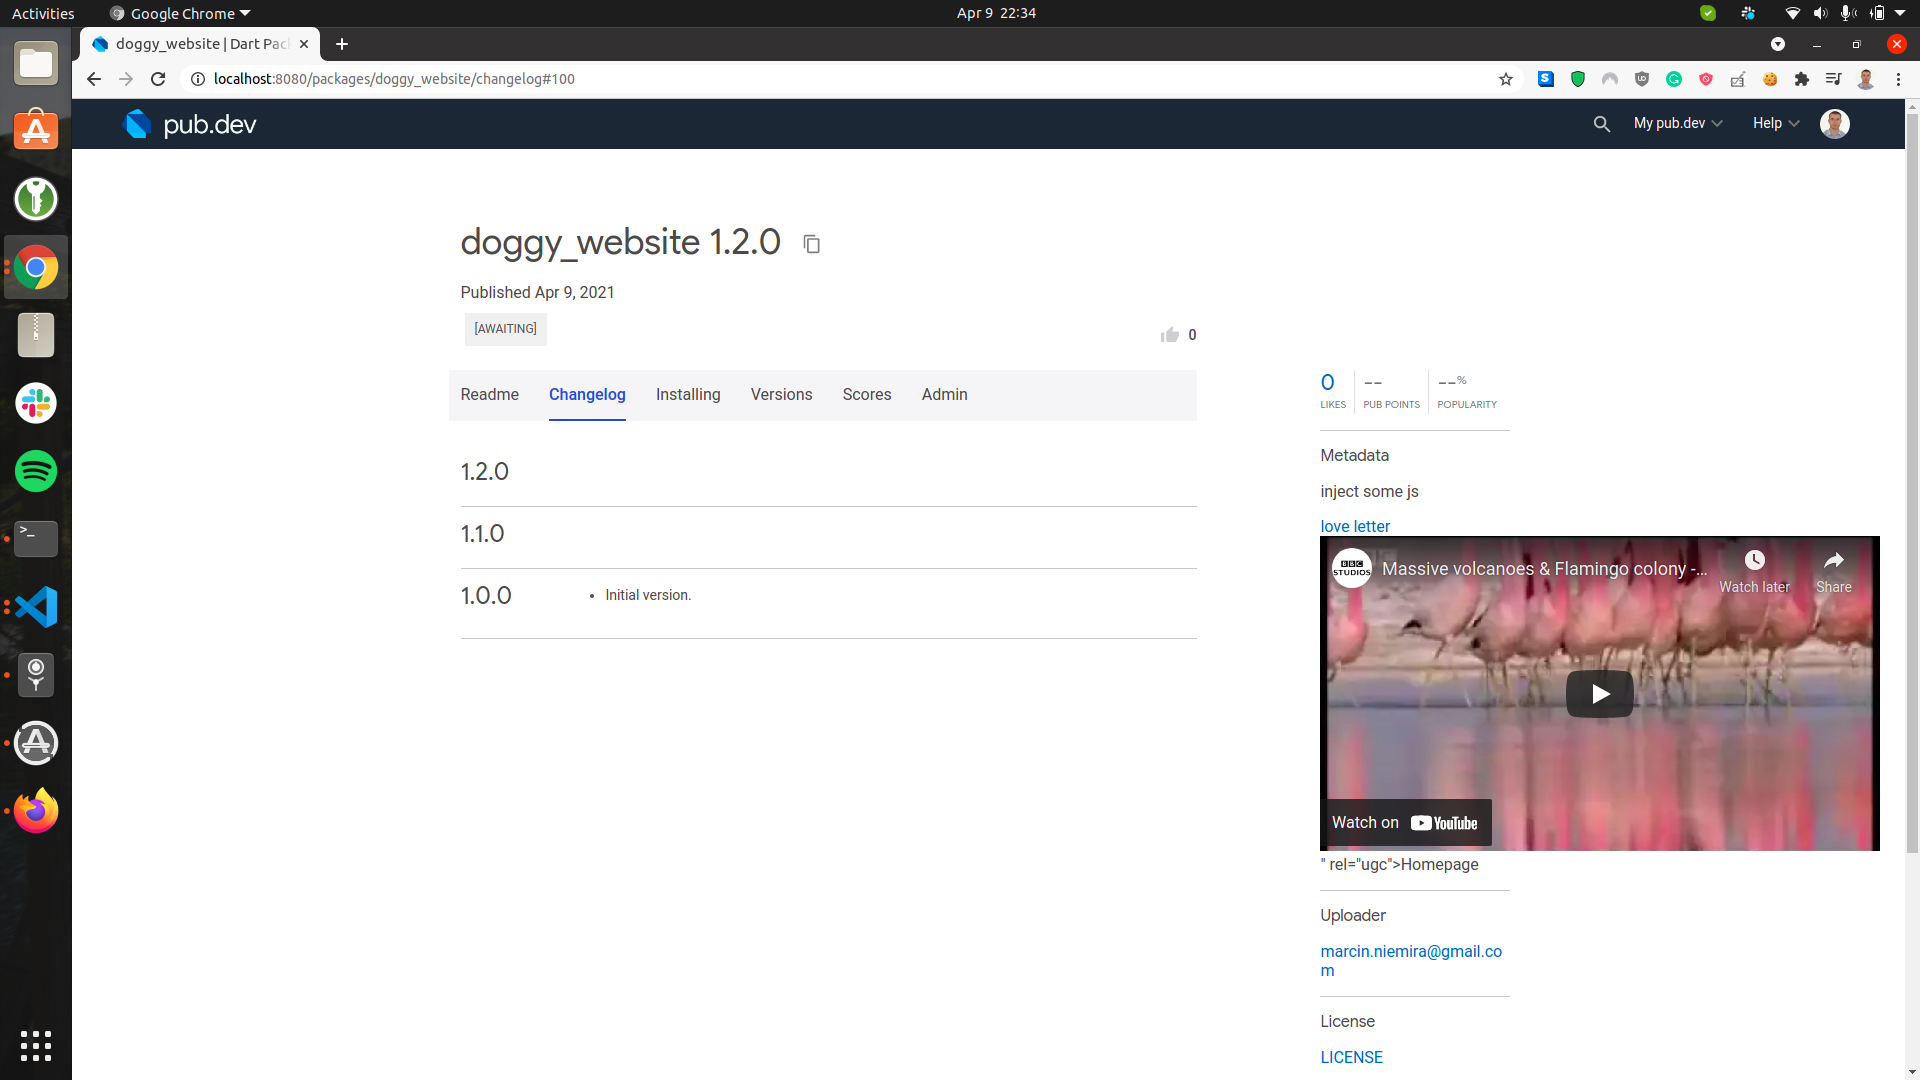 Activities
Google Chrome
Apr 9 22:34
doggy_website | Dart Pac
localhost:8080/packages/doggy_website/changelog#100
pub.dev
My pub.dev
Help
doggy_website 1.2.0
Published Apr 9, 2021
[AWAITING]
0
Readme
Changelog
Installing
Versions
Scores
Admin
1.2.0
1.1.0
1.0.0
• Initial version.
0
LIKES
--
PUB POINTS
--%
POPULARITY
Metadata
inject some js
love letter
BBC
STUDIOS
Massive volcanoes & Flamingo colony -...
Watch later
Share
Watch on YouTube
" rel="ugc">Homepage
Uploader
marcin.niemira@gmail.co
m
License
LICENSE